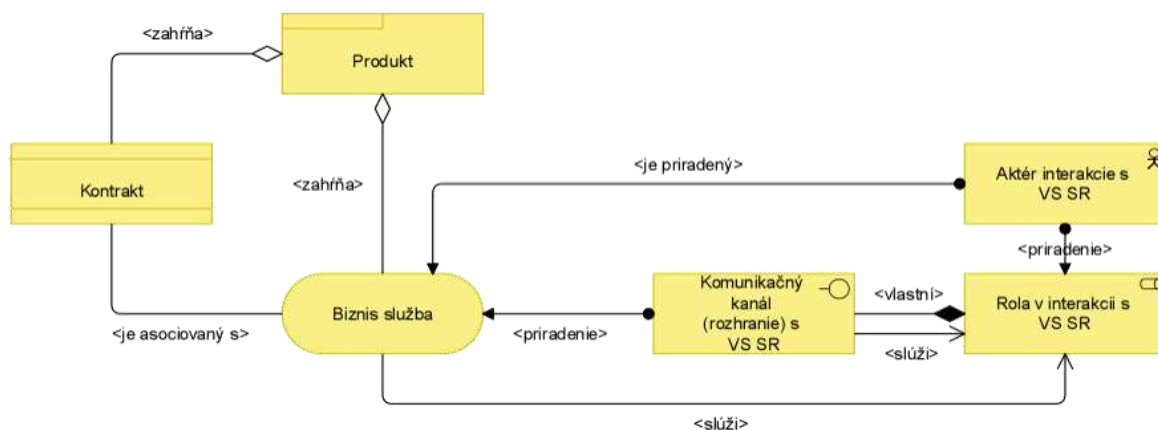 <zahŕňa>
Produkt
<je priradený>
Aktér interakcie s
VS SR
Kontrakt
<zahŕňa>
<priradenie>
Komunikačný
kanál
(rozhranie) s
VS SR
<vlastní>
Rola v interakcii s
VS SR
Biznis služba
<je asociovaný s>
<priradenie>
<slúži>
<slúži>